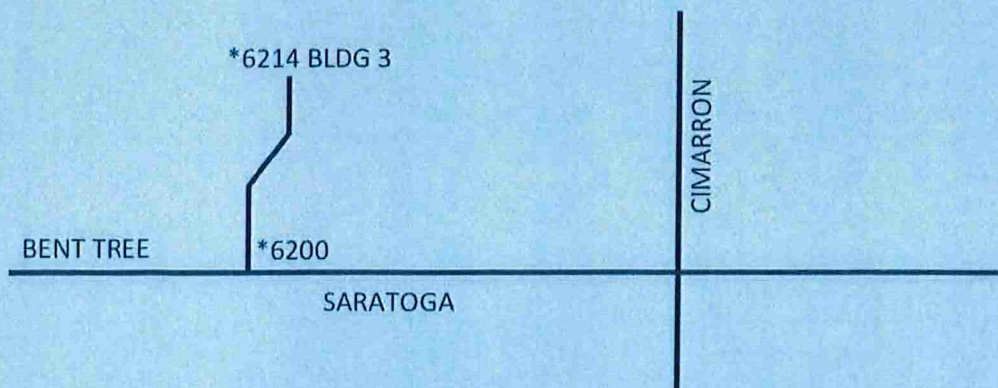 *6214 BLDG 3
CIMARRON
BENT TREE
*6200
SARATOGA